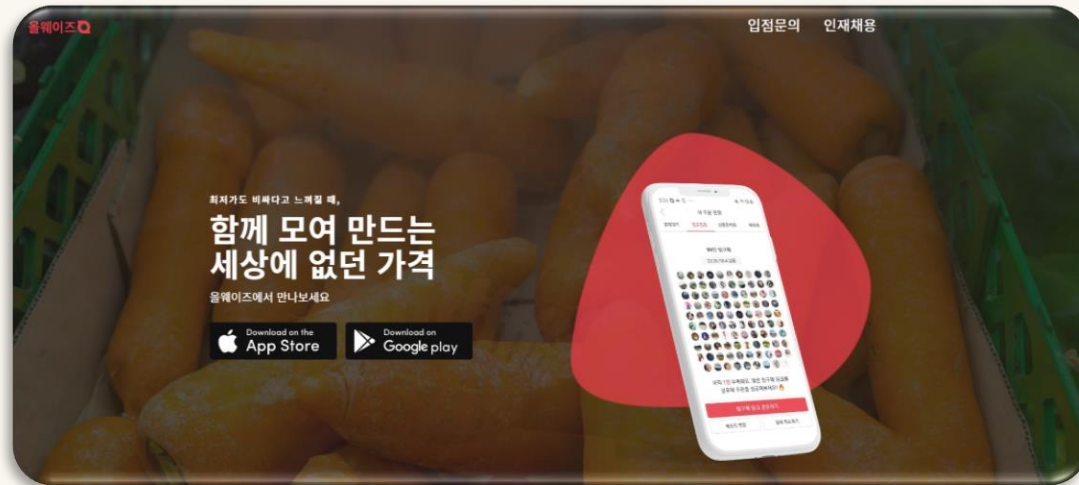 올웨이즈
입점문의 인재채용
최저가도 비싸다고 느껴질 때,
함께 모여 만드는
세상에 없던 가격
올웨이즈에서 만나보세요
Download on the
App Store
Download on
Google play